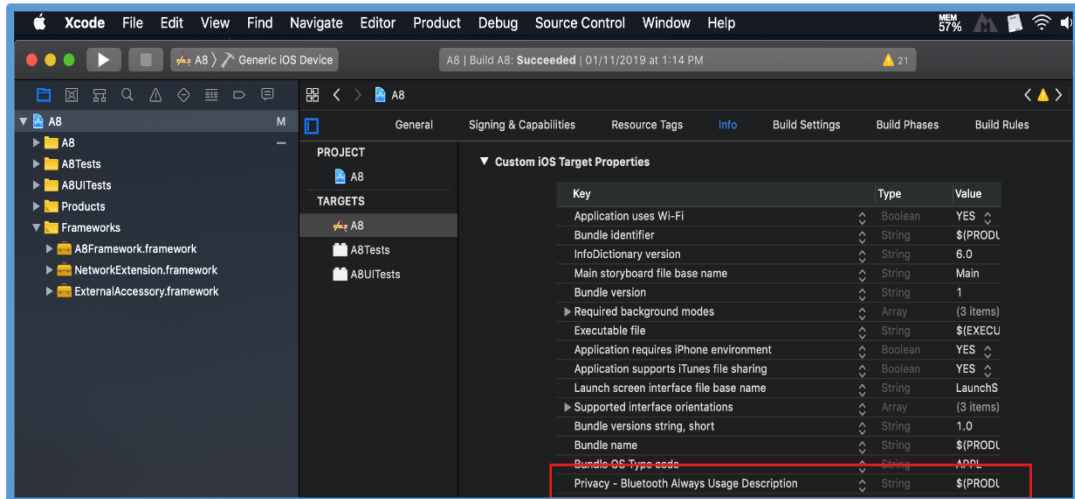 Xcode File Edit View Find Navigate Editor Product Debug Source Control Window Help MEM 57%
A8 Generic iOS Device A8 | Build A8: Succeeded | 01/11/2019 at 1:14 PM 21
A8
A8 M
General Signing & Capabilities Resource Tags Info Build Settings Build Phases Build Rules
A8
A8Tests
A8UITests
Products
Frameworks
A8Framework.framework
NetworkExtension.framework
ExternalAccessory.framework
PROJECT
A8
TARGETS
A8
A8Tests
A8UITests
Custom iOS Target Properties
Key Type Value
Application uses Wi-Fi Boolean YES
Bundle identifier String $(PRODU
InfoDictionary version String 6.0
Main storyboard file base name String Main
Bundle version String 1
Required background modes Array (3 items)
Executable file String $(EXECU
Application requires iPhone environment Boolean YES
Application supports iTunes file sharing Boolean YES
Launch screen interface file base name String LaunchS
Supported interface orientations Array (3 items)
Bundle versions string, short String 1.0
Bundle name String $(PRODU
Bundle OS Type code String APPL
Privacy - Bluetooth Always Usage Description String $(PRODU